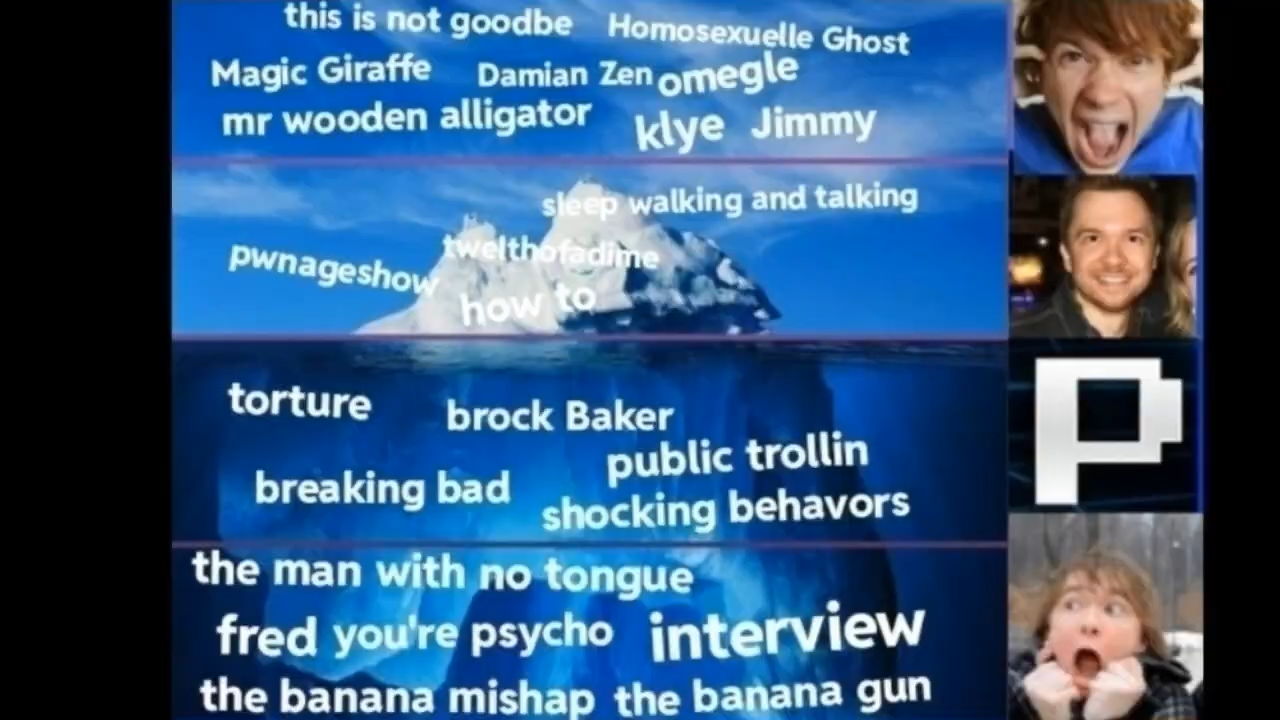 this is not goodbe Homosexuelle Ghost
Magic Giraffe Damian Zen omegle
mr wooden alligator klye Jimmy
sleep walking and talking
pwnageshow twelthofadime
how to
torture brock Baker
public trollin
breaking bad shocking behavors
the man with no tongue
fred you're psycho interview
the banana mishap the banana gun
P